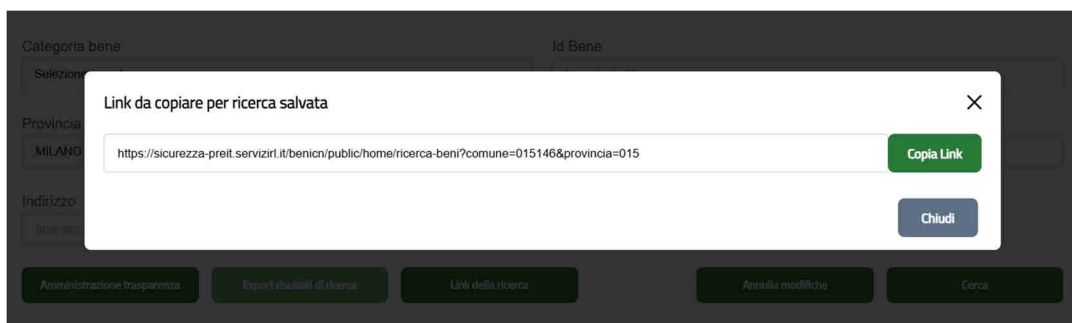 Categoria bene
Id Bene
Link da copiare per ricerca salvata
Provincia
MILANO
https://sicurezza-preit.servizirl.it/benicn/public/home/ricerca-beni?comune=015146&provincia=015
Copia Link
Indirizzo
Chiudi
Amministrazione trasparenza
Export risultati di ricerca
Link della ricerca
Annulla modifiche
Cerca